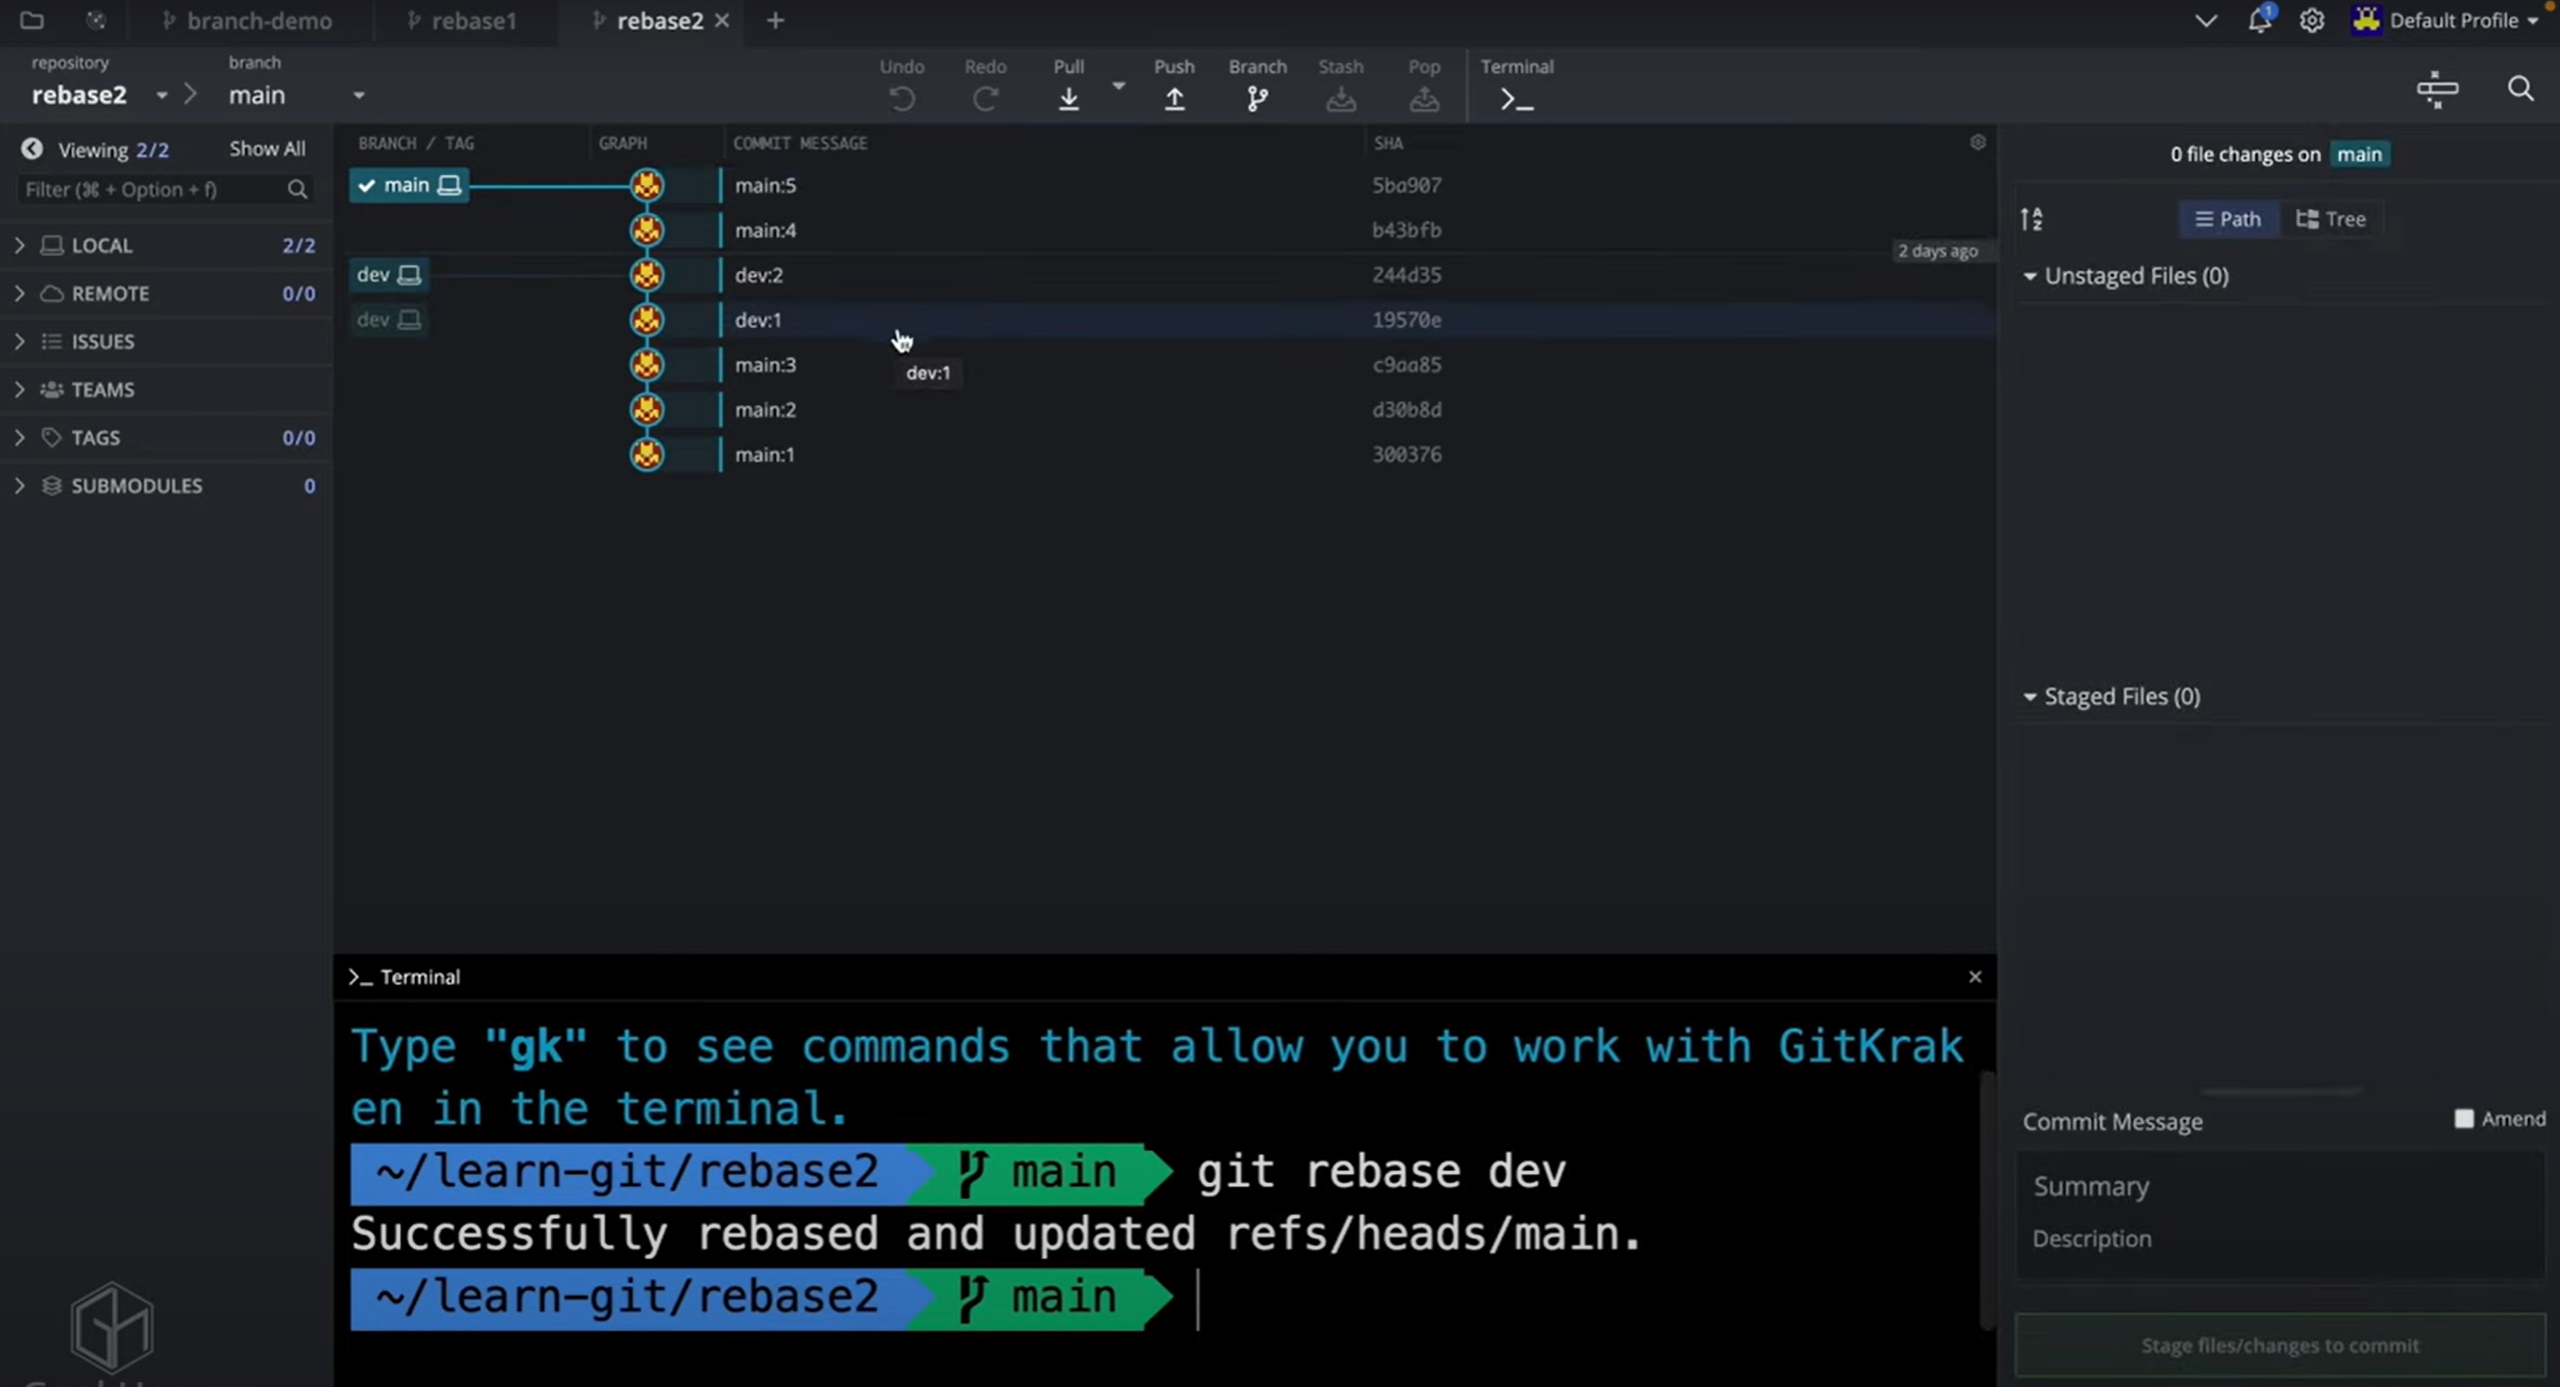 branch-demo
rebase1
rebase2
Default Profile
1
repository
rebase2
branch
main
Undo
Redo
Pull
Push
Branch
Stash
Pop
Terminal
Viewing 2/2
Show All
Filter (⌘ + Option + f)
LOCAL 2/2
REMOTE 0/0
ISSUES
TEAMS
TAGS 0/0
SUBMODULES 0
BRANCH / TAG GRAPH COMMIT MESSAGE SHA
main main:5 5ba907
main:4 b43bfb
2 days ago
dev dev:2 244d35
dev dev:1 19570e
main:3 c9aa85
dev:1
main:2 d30b8d
main:1 300376
0 file changes on main
Path
Tree
Unstaged Files (0)
Staged Files (0)
Commit Message
Amend
Summary
Description
Stage files/changes to commit
>_ Terminal
Type "gk" to see commands that allow you to work with GitKrak
en in the terminal.
~/learn-git/rebase2 main git rebase dev
Successfully rebased and updated refs/heads/main.
~/learn-git/rebase2 main